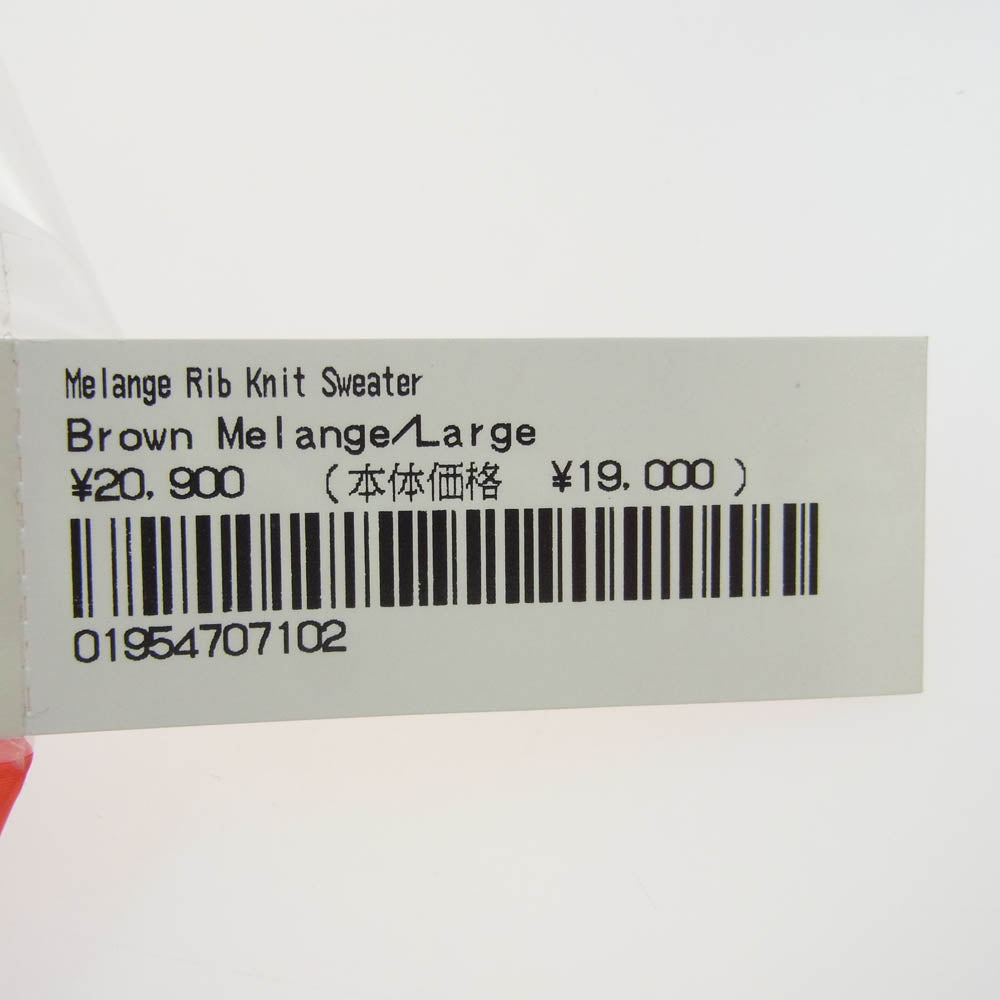 Melange Rib Knit Sweater
Brown Melange/Large
¥20,900 (本体価格 ¥19,000)
01954707102